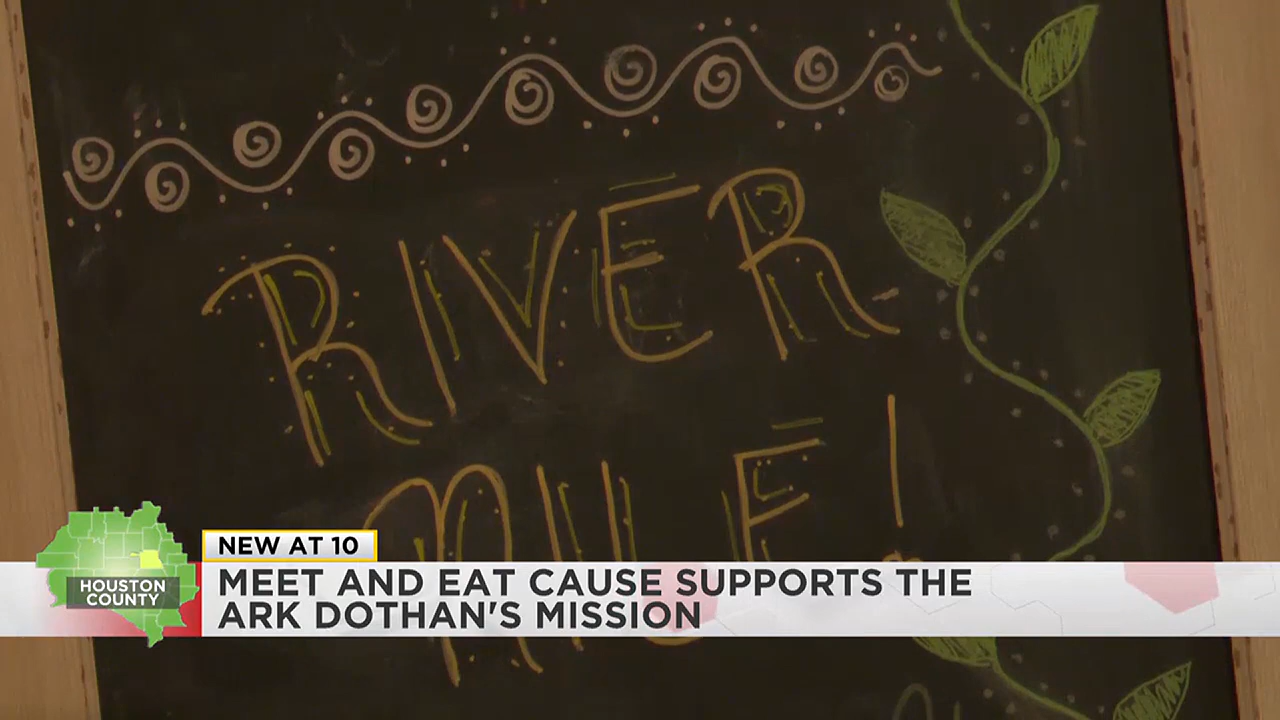 RIVER
MILE!
NEW AT 10
HOUSTON
COUNTY
MEET AND EAT CAUSE SUPPORTS THE
ARK DOTHAN'S MISSION